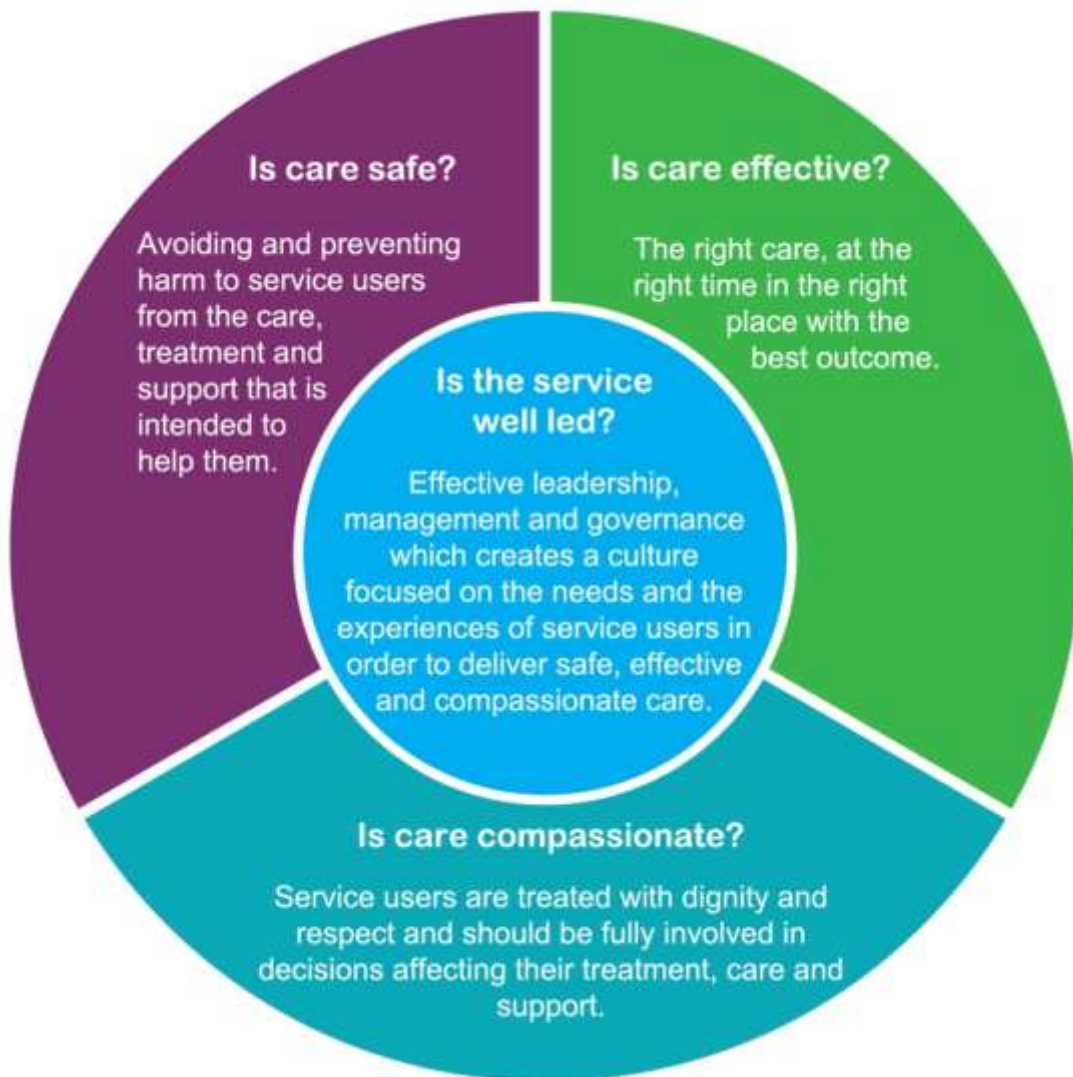 Is care safe?
Avoiding and preventing
harm to service users
from the care,
treatment and
support that is
intended to
help them.
Is care effective?
The right care, at the
right time in the right
place with the
best outcome.
Is the service
well led?
Effective leadership,
management and governance
which creates a culture
focused on the needs and the
experiences of service users in
order to deliver safe, effective
and compassionate care.
Is care compassionate?
Service users are treated with dignity and
respect and should be fully involved in
decisions affecting their treatment, care and
support.